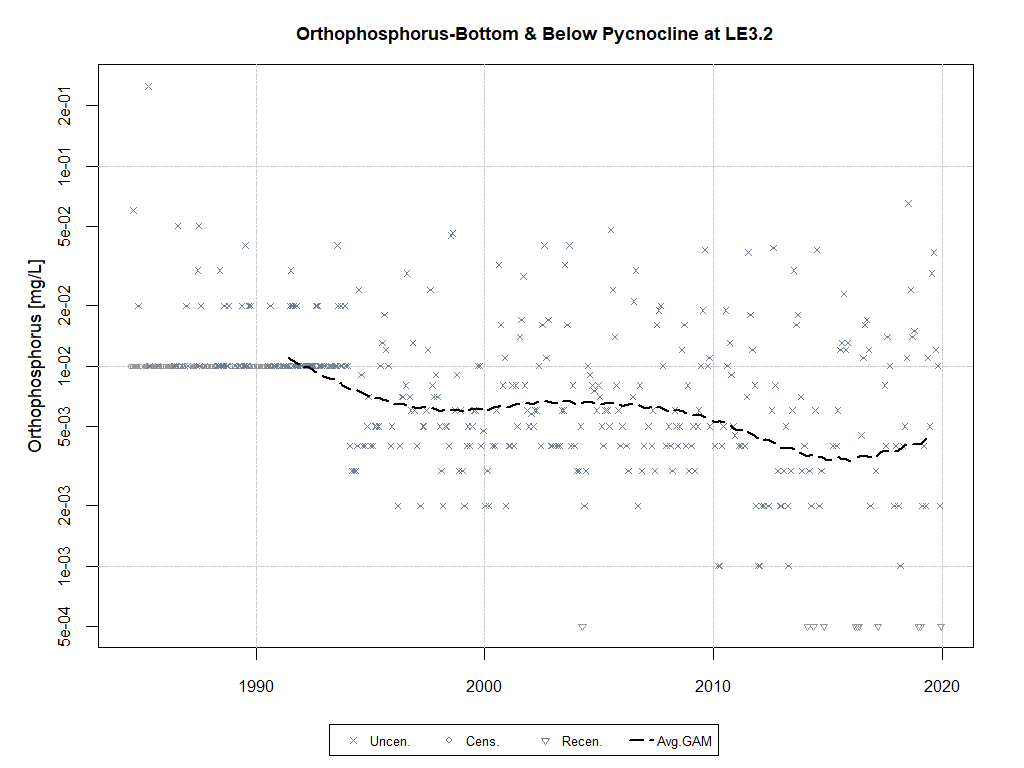 Orthophosphorus-Bottom & Below Pycnocline at LE3.2
Orthophosphorus [mg/L]
2e-01
1e-01
5e-02
2e-02
1e-02
5e-03
2e-03
1e-03
5e-04
1990 2000 2010 2020
Uncen. Cens. Recen. Avg.GAM